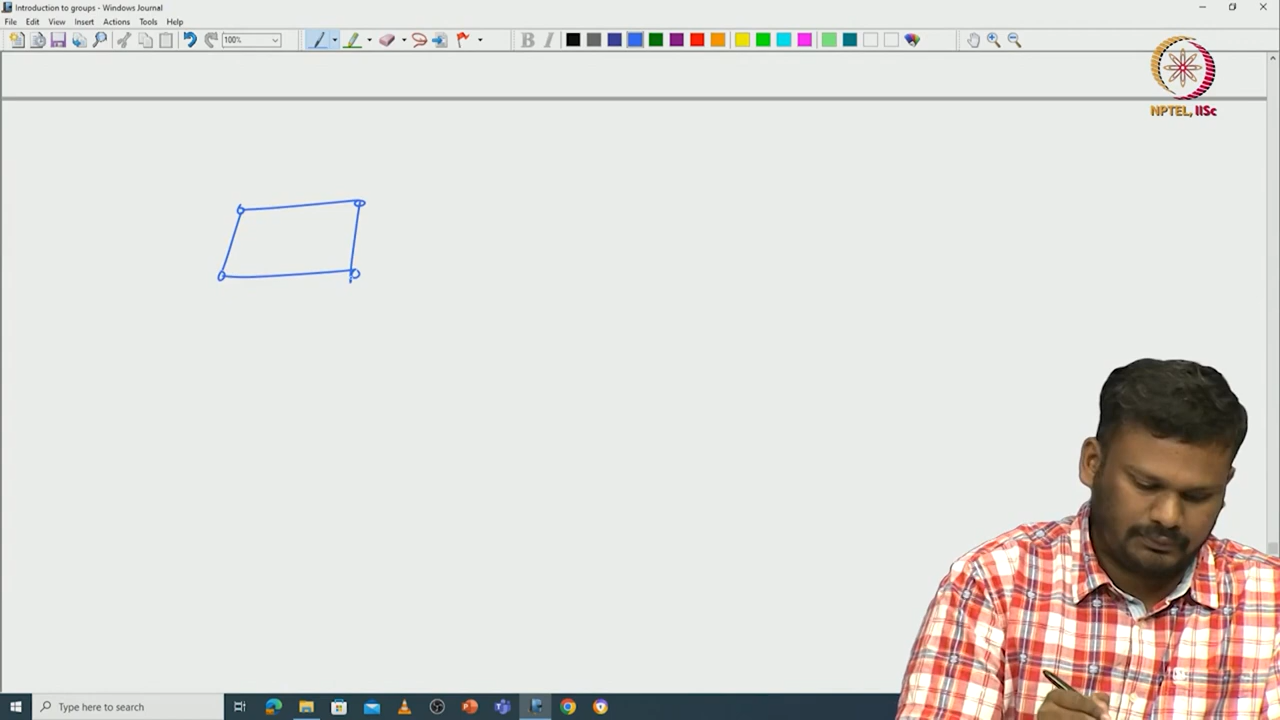 Introduction to groups - Windows Journal
File Edit View Insert Actions Tools Help
100%
B I
NPTEL, IISc
Type here to search